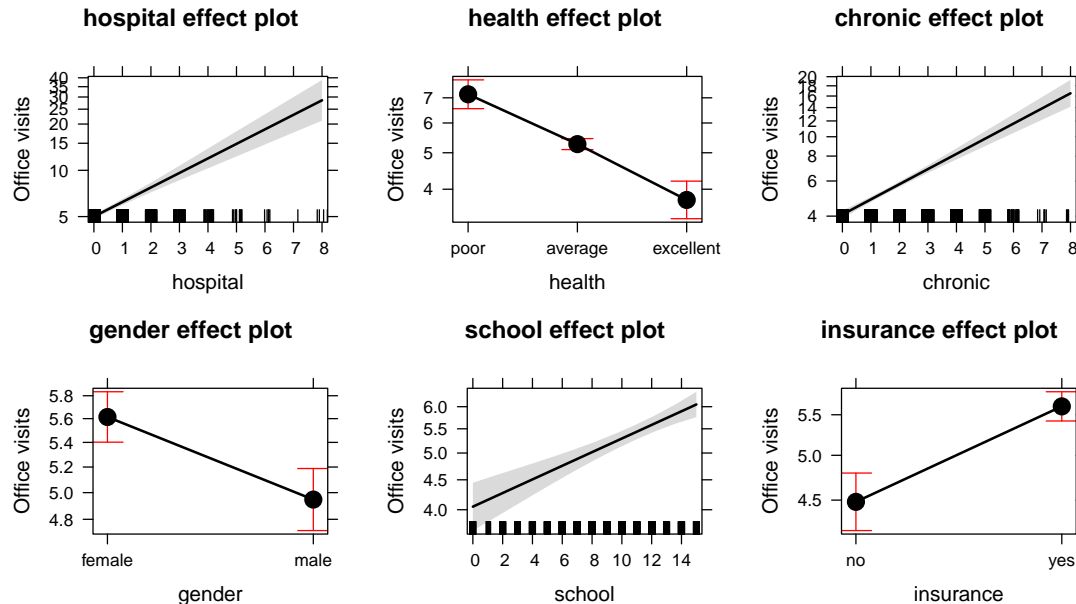 hospital effect plot
40
35
30
25
20
15
10
5
Office visits
0 1 2 3 4 5 6 7 8
hospital
health effect plot
7
6
5
4
Office visits
poor average excellent
health
chronic effect plot
20
18
16
14
12
10
8
6
4
Office visits
0 1 2 3 4 5 6 7 8
chronic
gender effect plot
5.8
5.6
5.4
5.2
5.0
4.8
Office visits
female male
gender
school effect plot
6.0
5.5
5.0
4.5
4.0
Office visits
0 2 4 6 8 10 12 14
school
insurance effect plot
5.5
5.0
4.5
Office visits
no yes
insurance